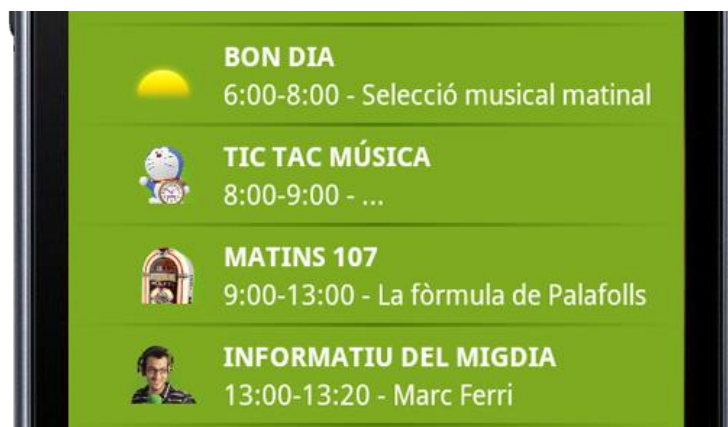 BON DIA
6:00-8:00 - Selecció musical matinal
TIC TAC MÚSICA
8:00-9:00 - ...
MATINS 107
9:00-13:00 - La fòrmula de Palafolls
INFORMATIU DEL MIGDIA
13:00-13:20 - Marc Ferri